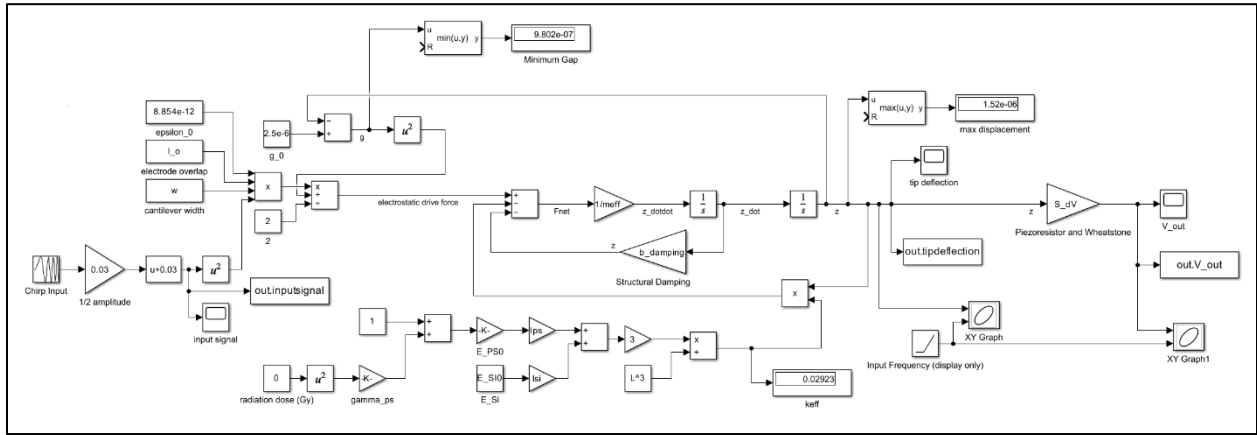 u
R
min(u,y)
y
9.802e-07
Minimum Gap
8.854e-12
epsilon_0
l_o
electrode overlap
w
cantilever width
2.5e-6
g_0
−
+
g
u²
x
x
÷
÷
2
2
electrostatic drive force
+
−
−
Fnet
1/meff
z_dotdot
1
s
z_dot
1
s
z
z
b_damping
Structural Damping
u
R
max(u,y)
y
1.52e-06
max displacement
tip deflection
out.tipdeflection
z
S_dV
Piezoresistor and Wheatstone
V_out
out.V_out
XY Graph
XY Graph1
Input Frequency (display only)
Chirp Input
0.03
1/2 amplitude
u+0.03
u²
out.inputsignal
input signal
1
+
+
0
radiation dose (Gy)
u²
-K-
gamma_ps
-K-
E_PS0
Ips
E_SI0
E_Si
Isi
+
+
3
L^3
x
÷
x
0.02923
keff